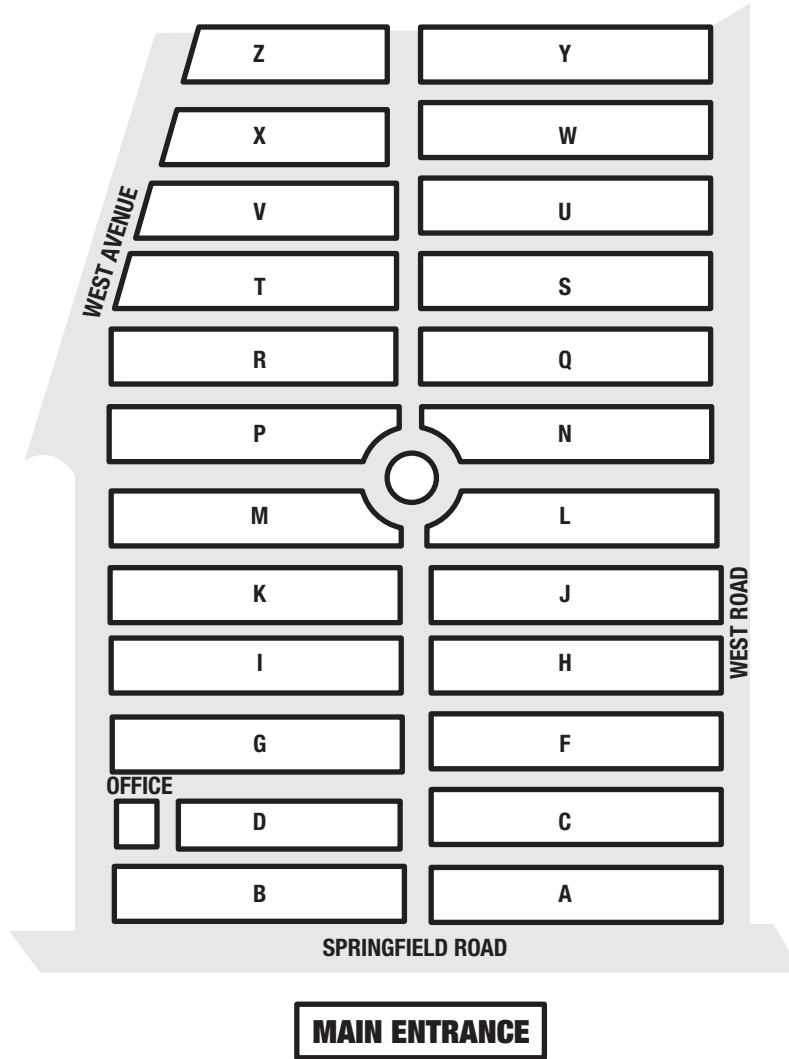 Z
Y
X
W
V
U
WEST AVENUE
T
S
R
Q
P
N
M
L
K
J
WEST ROAD
I
H
G
F
OFFICE
D
C
B
A
SPRINGFIELD ROAD
MAIN ENTRANCE